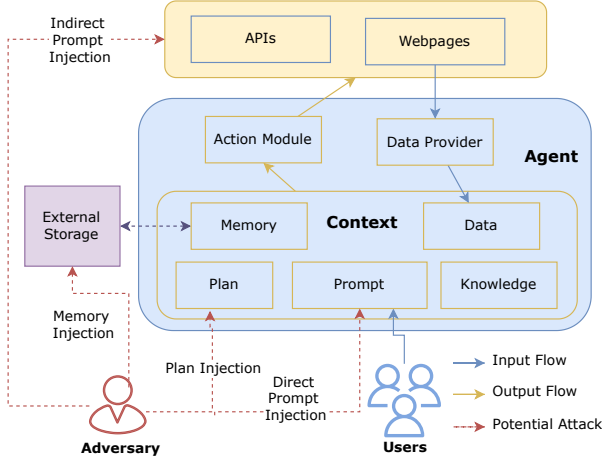 Indirect
Prompt
Injection
APIs
Webpages
Action Module
Data Provider
Agent
External
Storage
Memory
Context
Data
Plan
Prompt
Knowledge
Memory
Injection
Plan Injection
Direct
Prompt
Injection
Input Flow
Output Flow
Potential Attack
Adversary
Users